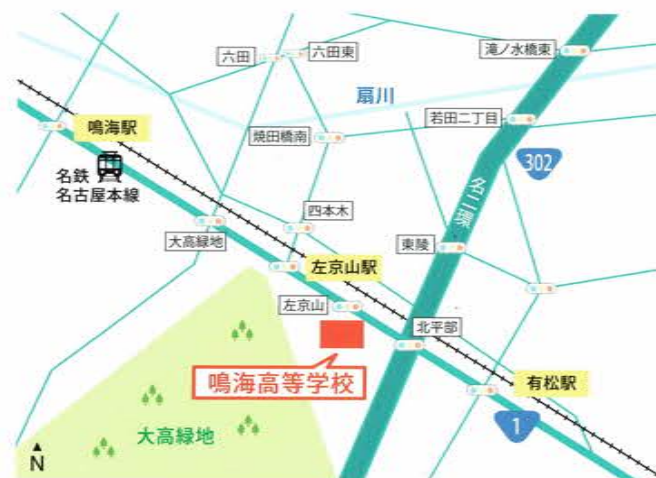 六田
六田東
滝ノ水橋東
扇川
若田二丁目
鳴海駅
焼田橋南
302
名鉄
名古屋本線
名二環
四本木
大高緑地
東陵
左京山駅
左京山
北平部
鳴海高等学校
有松駅
大高緑地
1
N